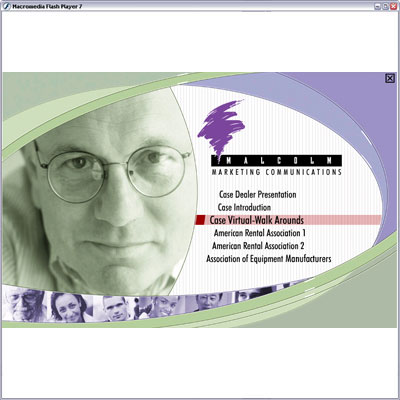 Macromedia Flash Player 7
MALCOLM
MARKETING COMMUNICATIONS
Case Dealer Presentation
Case Introduction
Case Virtual-Walk Arounds
American Rental Association 1
American Rental Association 2
Association of Equipment Manufacturers